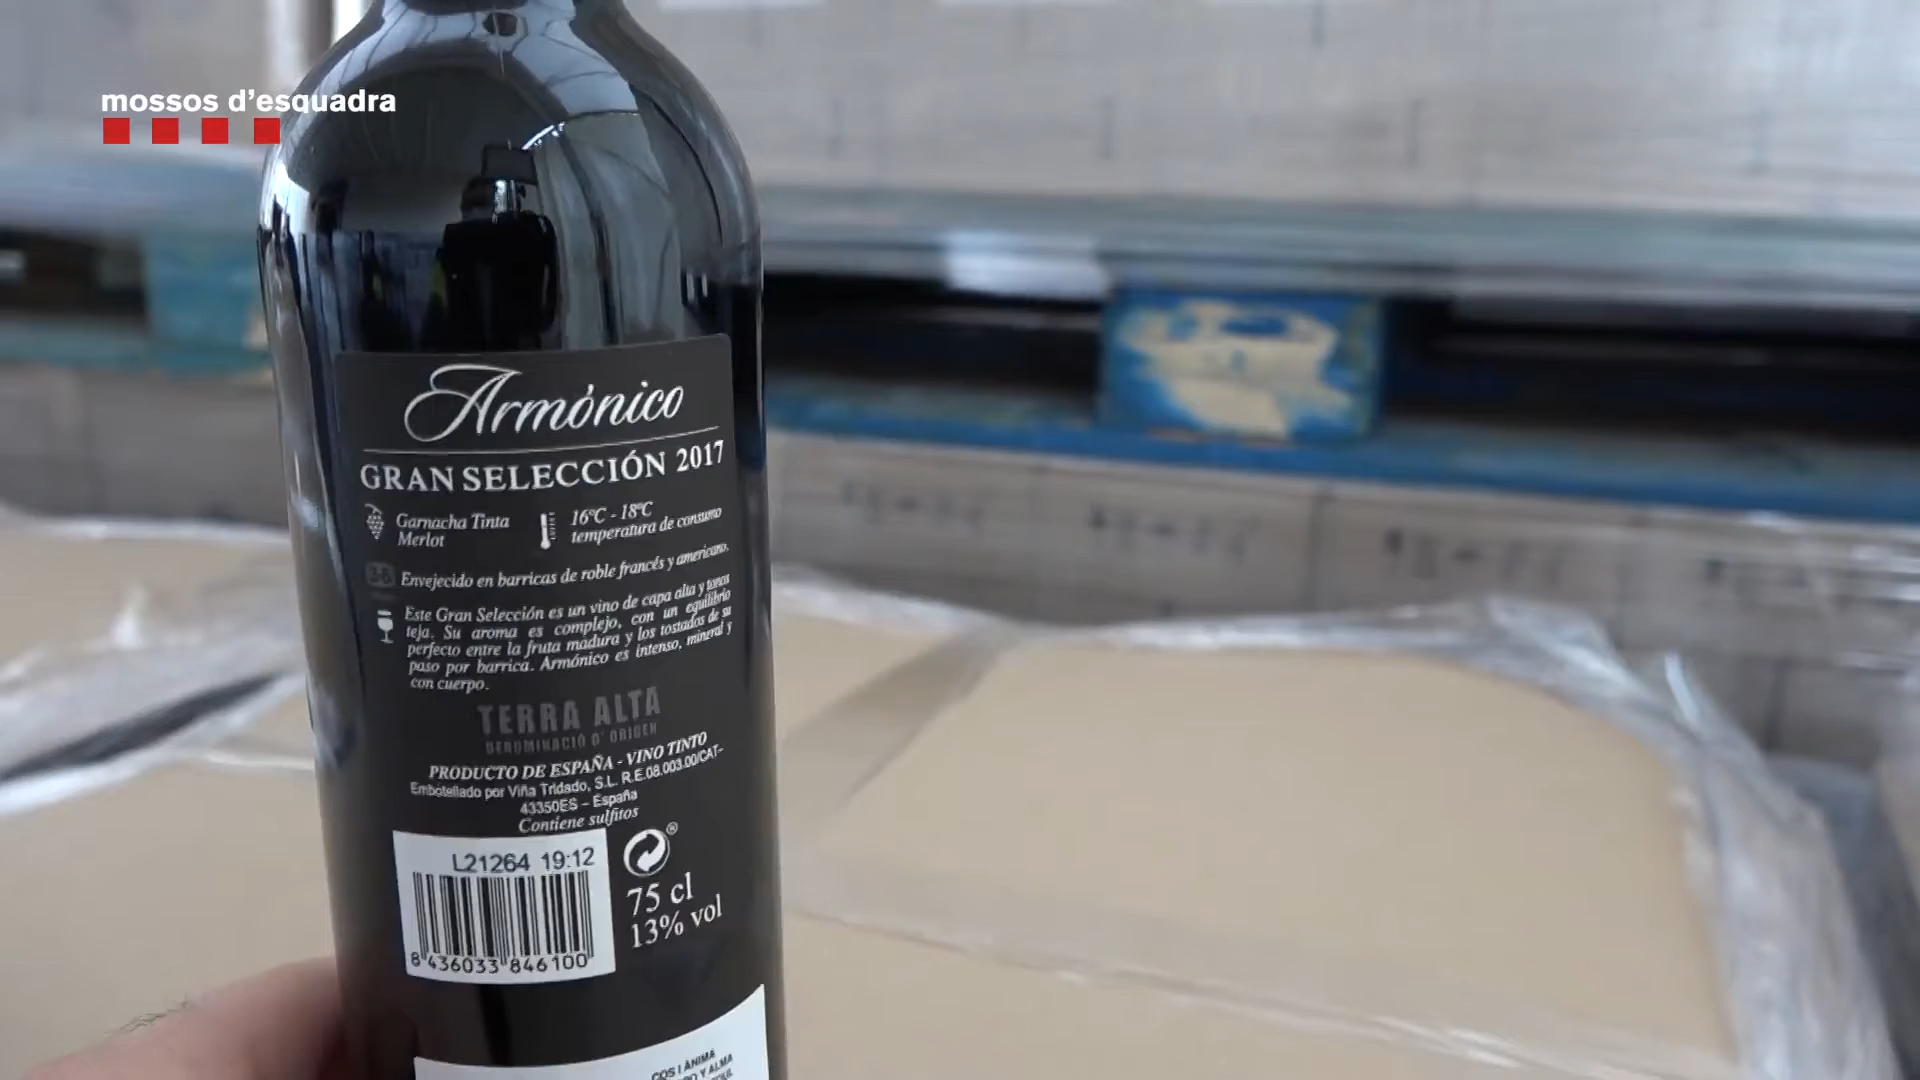 mossos d'esquadra
Armónico
GRAN SELECCIÓN 2017
Garnacha Tinta
Merlot
16ºC - 18ºC
temperatura de consumo
Envejecido en barricas de roble francés y americano.
Este Gran Selección es un vino de capa alta y tonos
teja. Su aroma es complejo, con un equilibrio
perfecto entre la fruta madura y los tostados de su
paso por barrica. Armónico es intenso, mineral y
con cuerpo.
TERRA ALTA
DENOMINACIÓ D'ORIGEN
PRODUCTO DE ESPAÑA - VINO TINTO
Embotellado por Viña Tridado, S.L. R.E.08.003.00/CAT-
43350ES - España
Contiene sulfitos
L21264 19:12
8 436033 846100
75 cl
13% vol
COS I ÀNIMA
Y ALMA